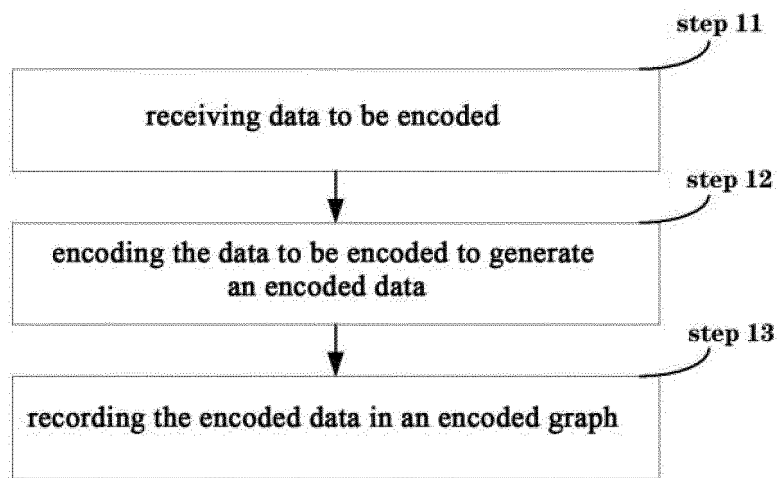 step 11
receiving data to be encoded
step 12
encoding the data to be encoded to generate
an encoded data
step 13
recording the encoded data in an encoded graph